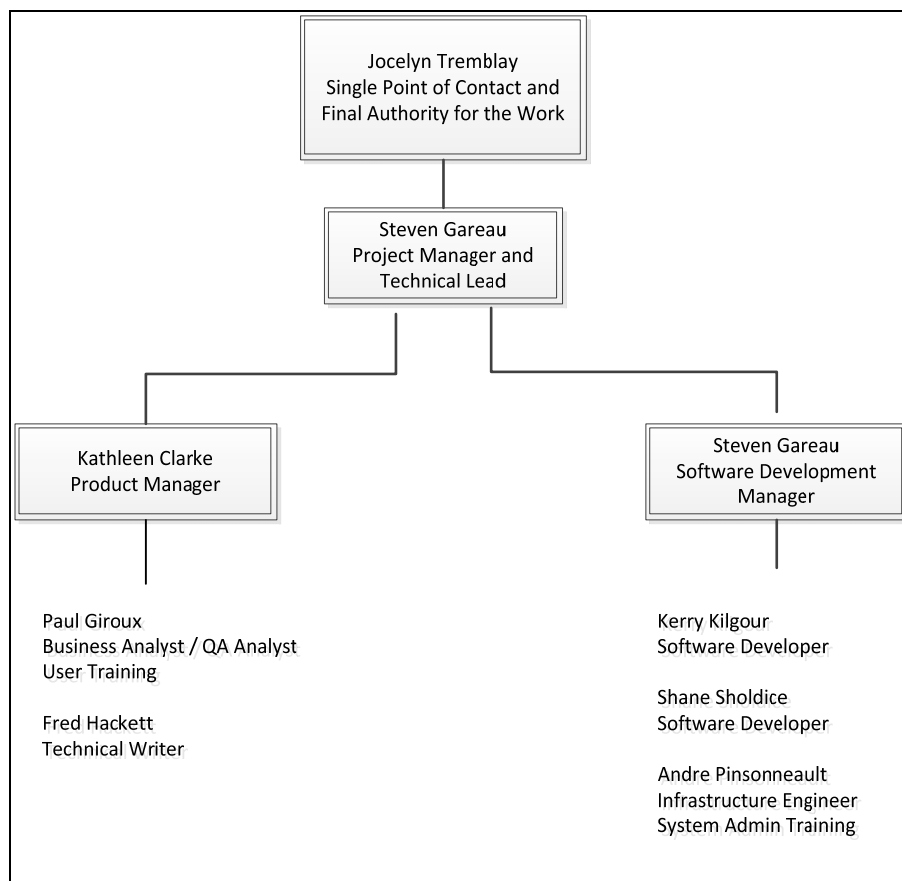 Jocelyn Tremblay
Single Point of Contact and
Final Authority for the Work
Steven Gareau
Project Manager and
Technical Lead
Kathleen Clarke
Product Manager
Steven Gareau
Software Development
Manager
Paul Giroux
Business Analyst / QA Analyst
User Training
Fred Hackett
Technical Writer
Kerry Kilgour
Software Developer
Shane Sholdice
Software Developer
Andre Pinsonneault
Infrastructure Engineer
System Admin Training